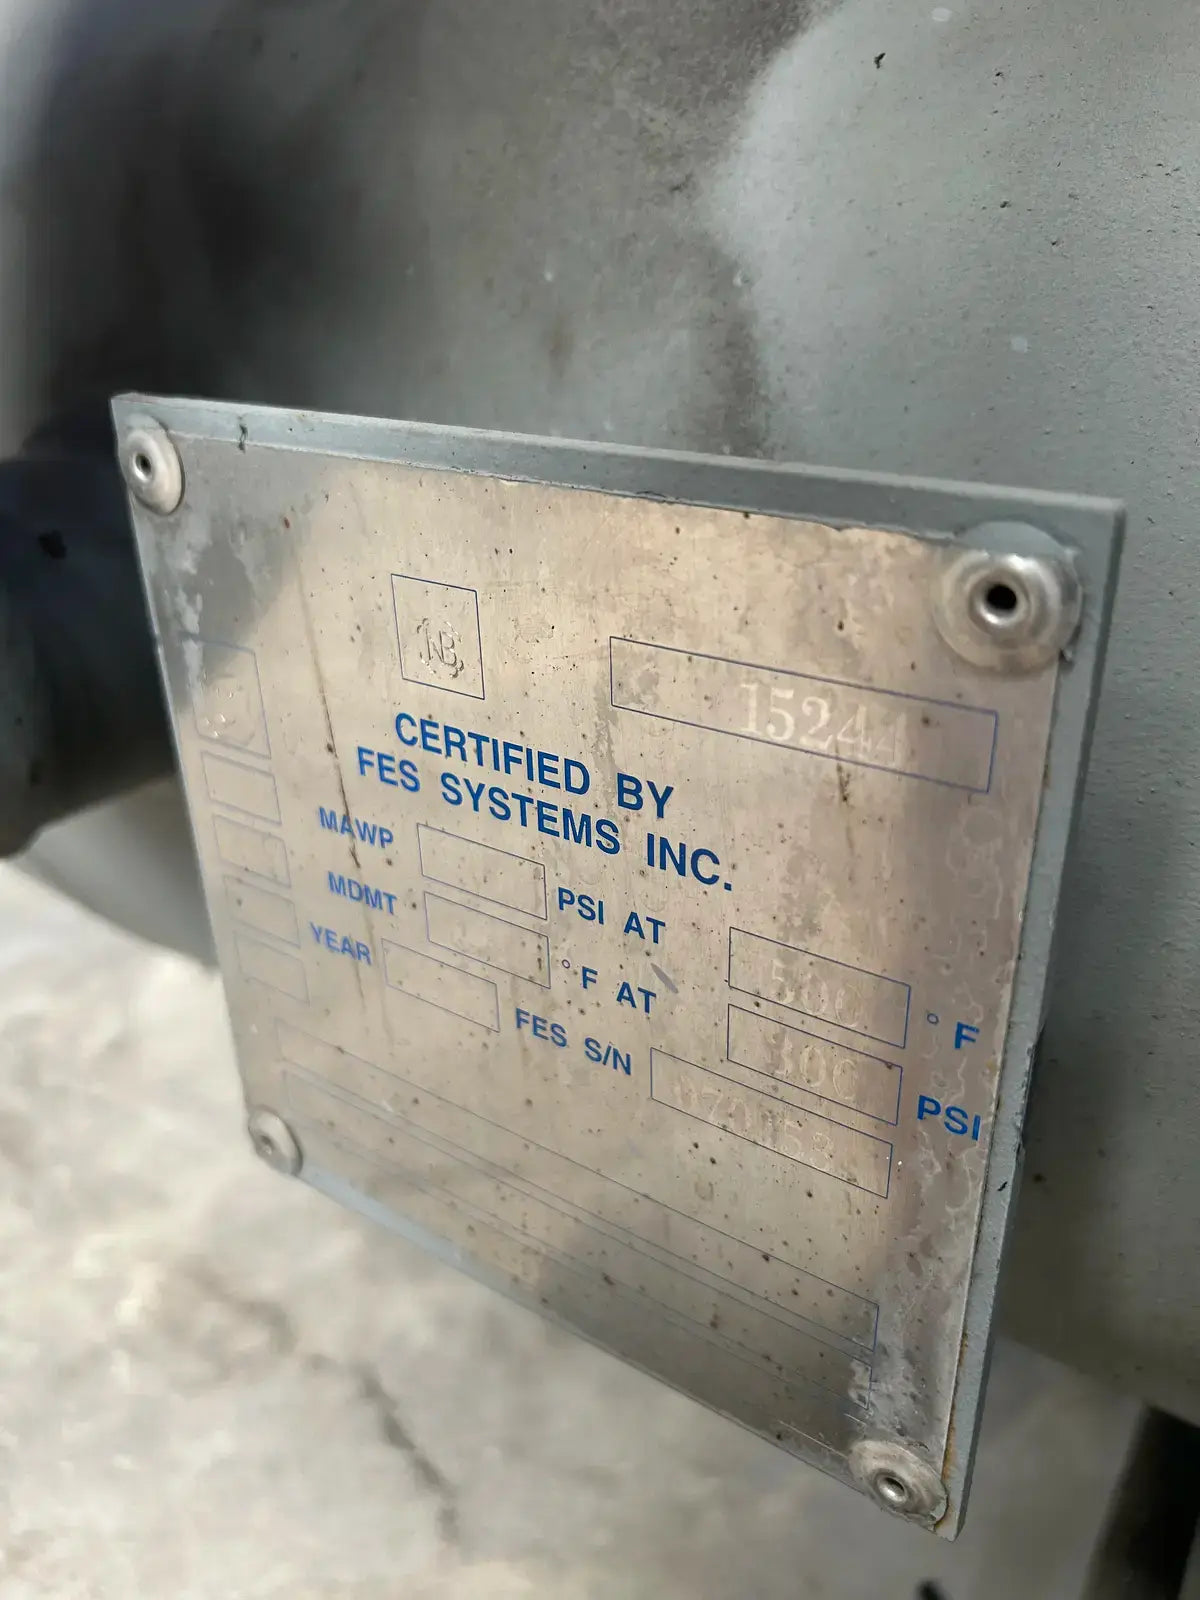 NB
15244
CERTIFIED BY
FES SYSTEMS INC.
MAWP PSI AT °F
MDMT °F AT PSI
YEAR FES S/N